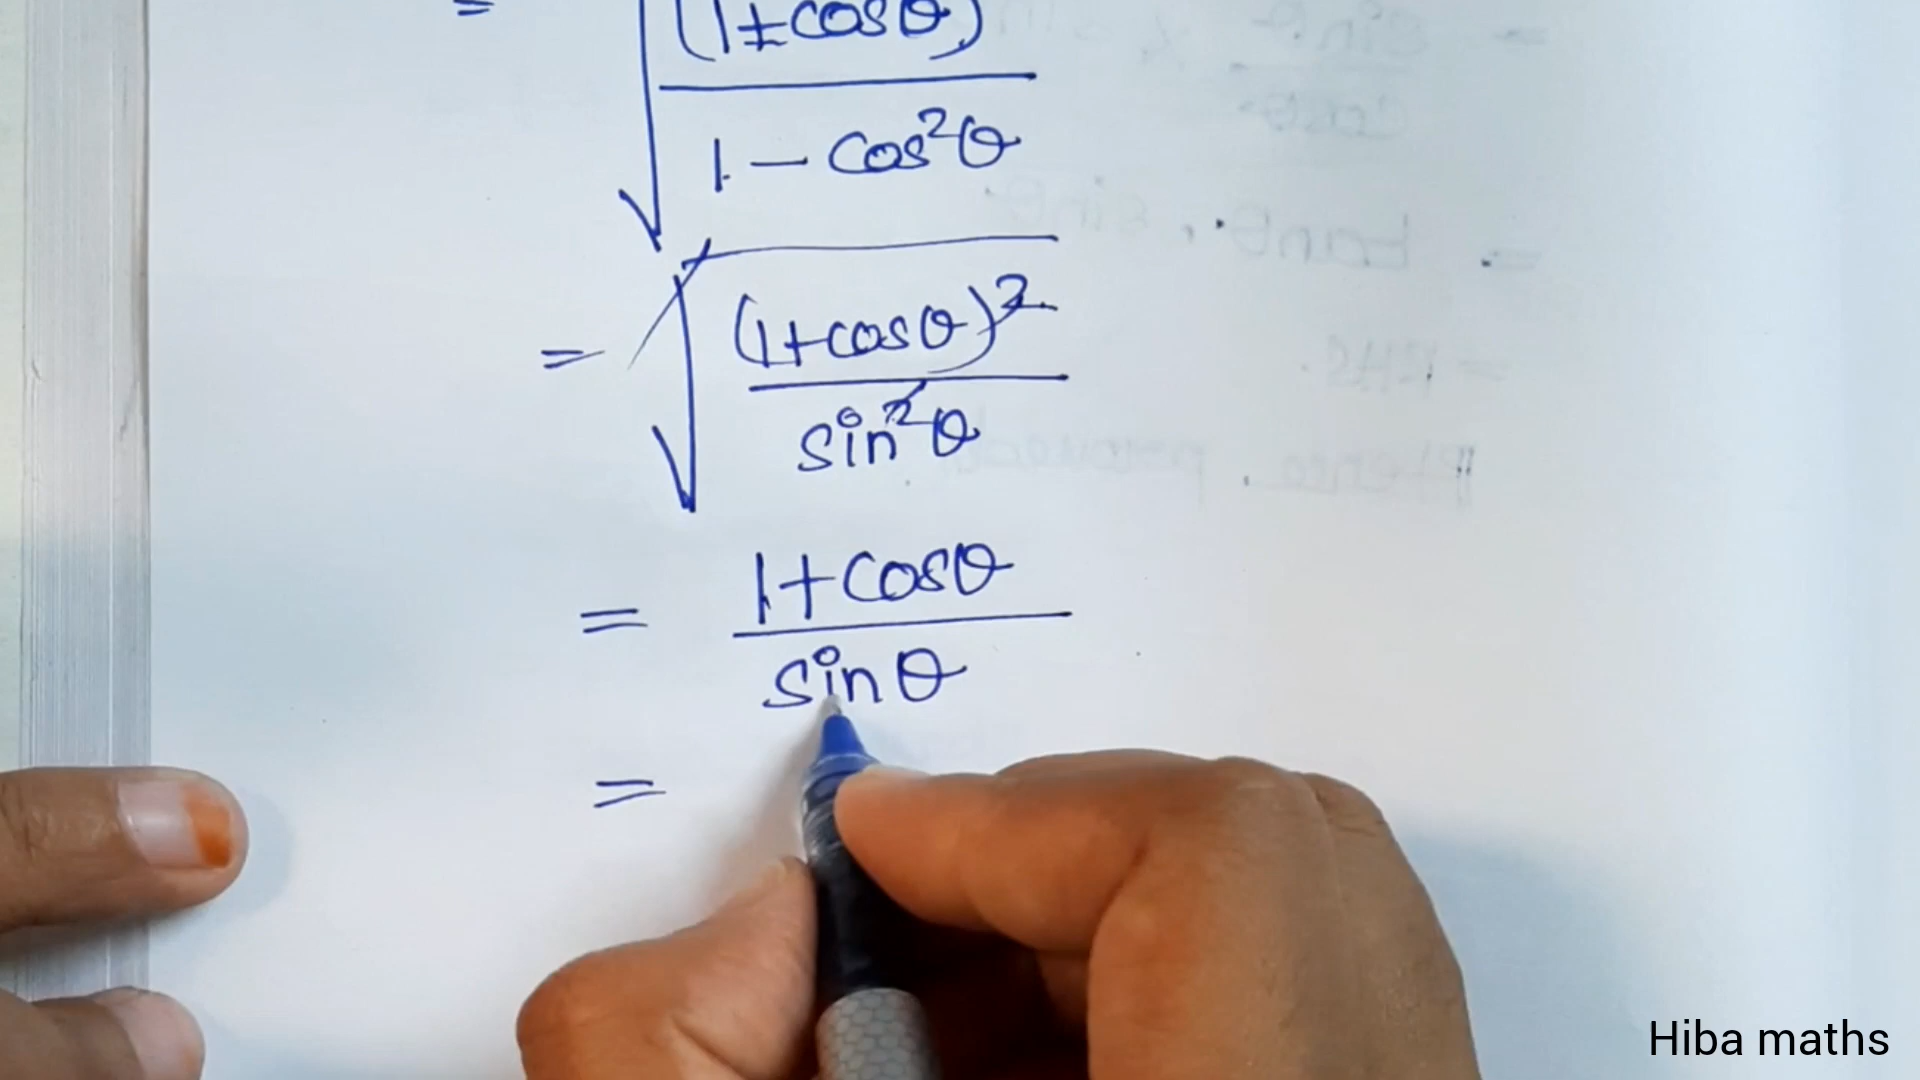 = √(1+cosθ)
1 - cos²θ
= √(1+cosθ)²
sin²θ
= 1+cosθ
sinθ
=
Hiba maths